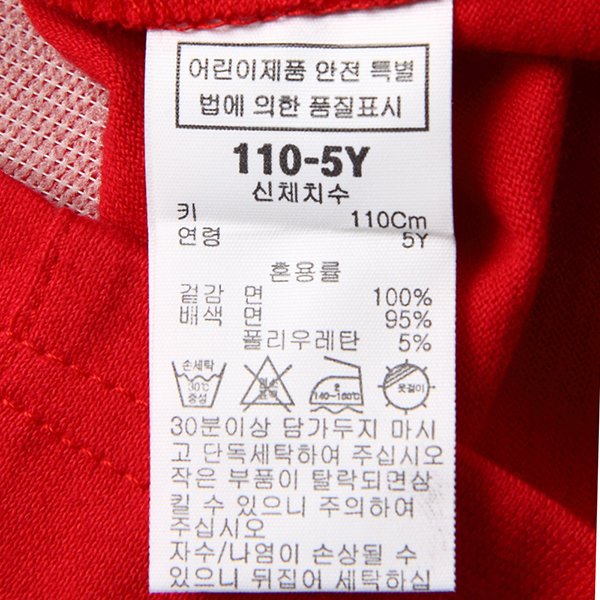 어린이제품 안전 특별
법에 의한 품질표시
110-5Y
신체치수
키 110Cm
연령 5Y
혼용률
겉감 면 100%
배색 면 95%
폴리우레탄 5%
손세탁
30℃
중성
염소
표백
2
140~160℃
옷걸이
30분이상 담가두지 마시
고 단독세탁하여 주십시오
작은 부품이 탈락되면삼
킬 수 있으니 주의하여
주십시오
자수/나염이 손상될 수
있으니 뒤집어 세탁하십